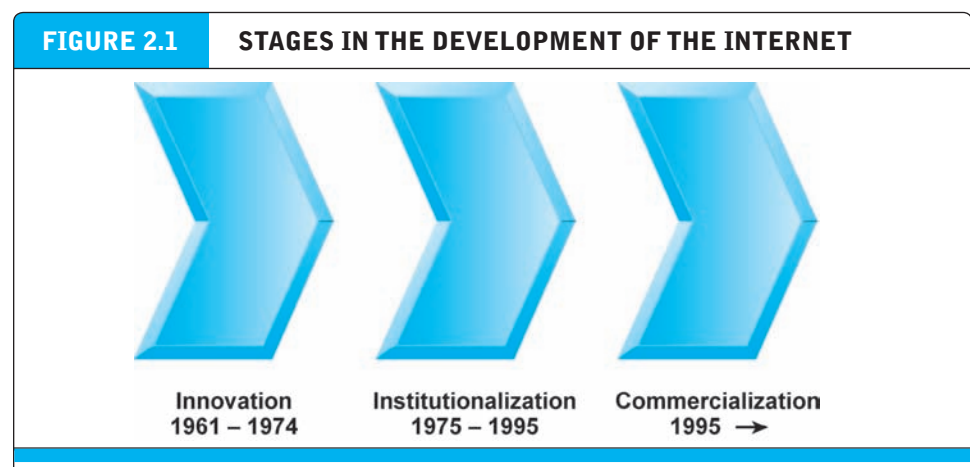 FIGURE 2.1 STAGES IN THE DEVELOPMENT OF THE INTERNET
Innovation
1961 – 1974
Institutionalization
1975 – 1995
Commercialization
1995 →